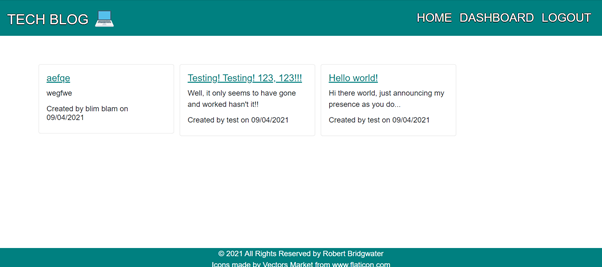 TECH BLOG
HOME DASHBOARD LOGOUT
aefqe
wegfwe
Created by blim blam on
09/04/2021
Testing! Testing! 123, 123!!!
Well, it only seems to have gone
and worked hasn't it!!
Created by test on 09/04/2021
Hello world!
Hi there world, just announcing my
presence as you do...
Created by test on 09/04/2021
© 2021 All Rights Reserved by Robert Bridgwater
Icons made by Vectors Market from www.flaticon.com